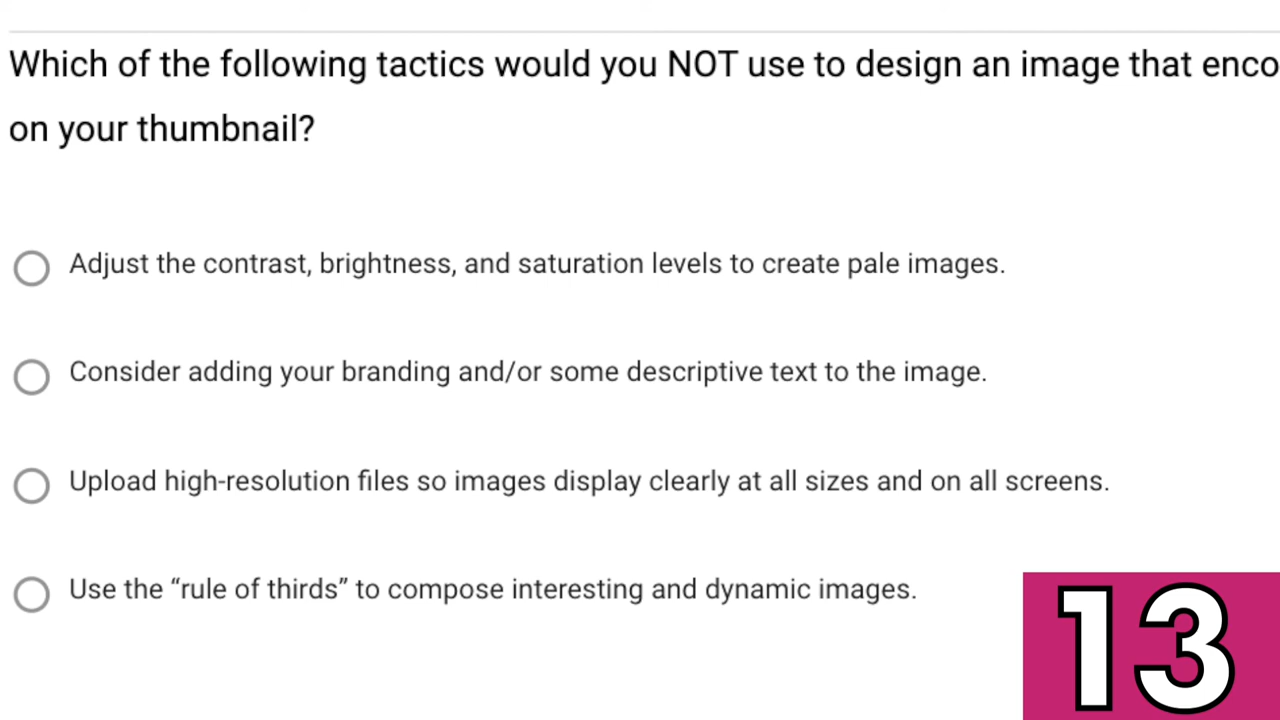 Which of the following tactics would you NOT use to design an image that enco
on your thumbnail?
Adjust the contrast, brightness, and saturation levels to create pale images.
Consider adding your branding and/or some descriptive text to the image.
Upload high-resolution files so images display clearly at all sizes and on all screens.
Use the “rule of thirds” to compose interesting and dynamic images.
13